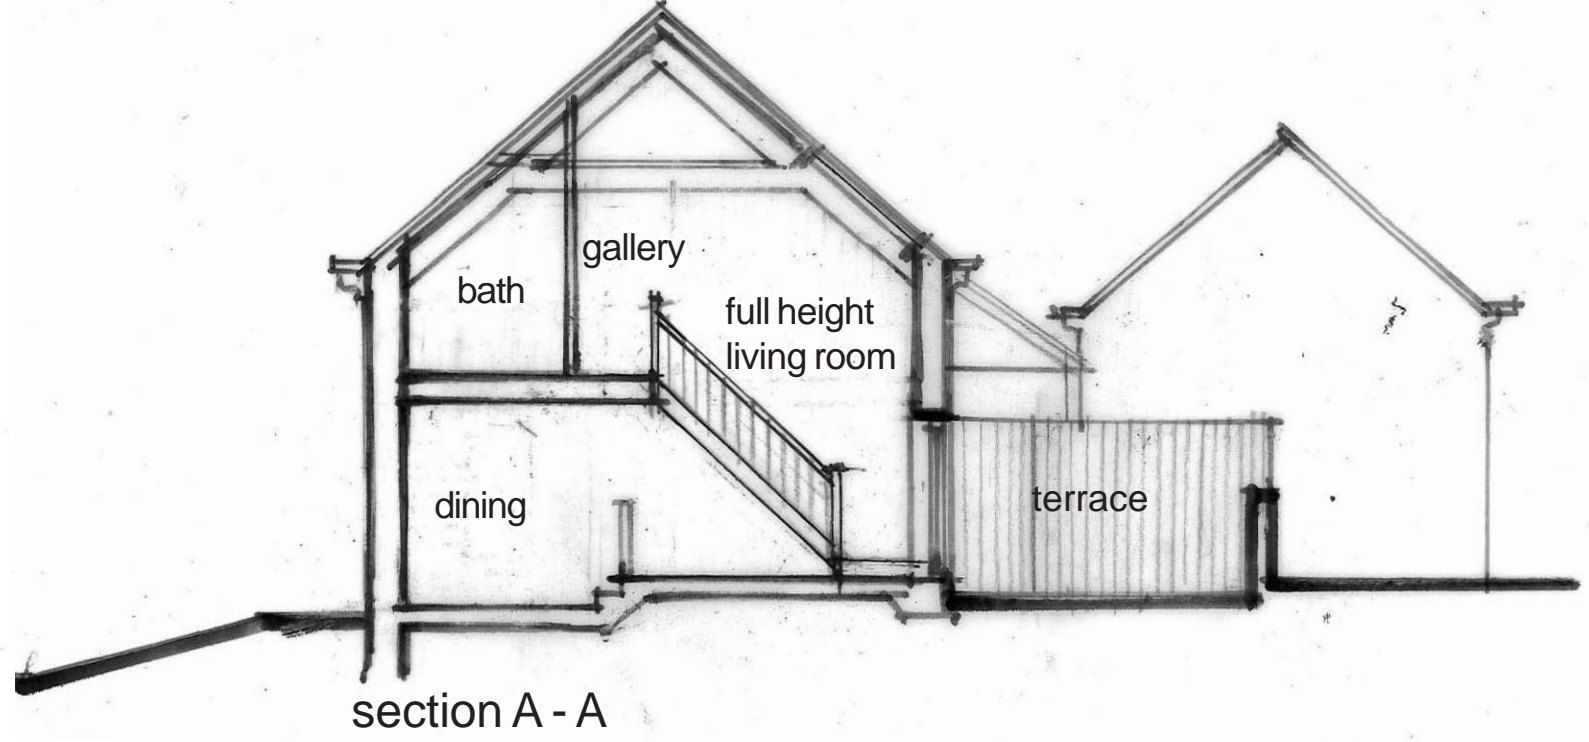 gallery
bath
full height
living room
dining
terrace
section A - A